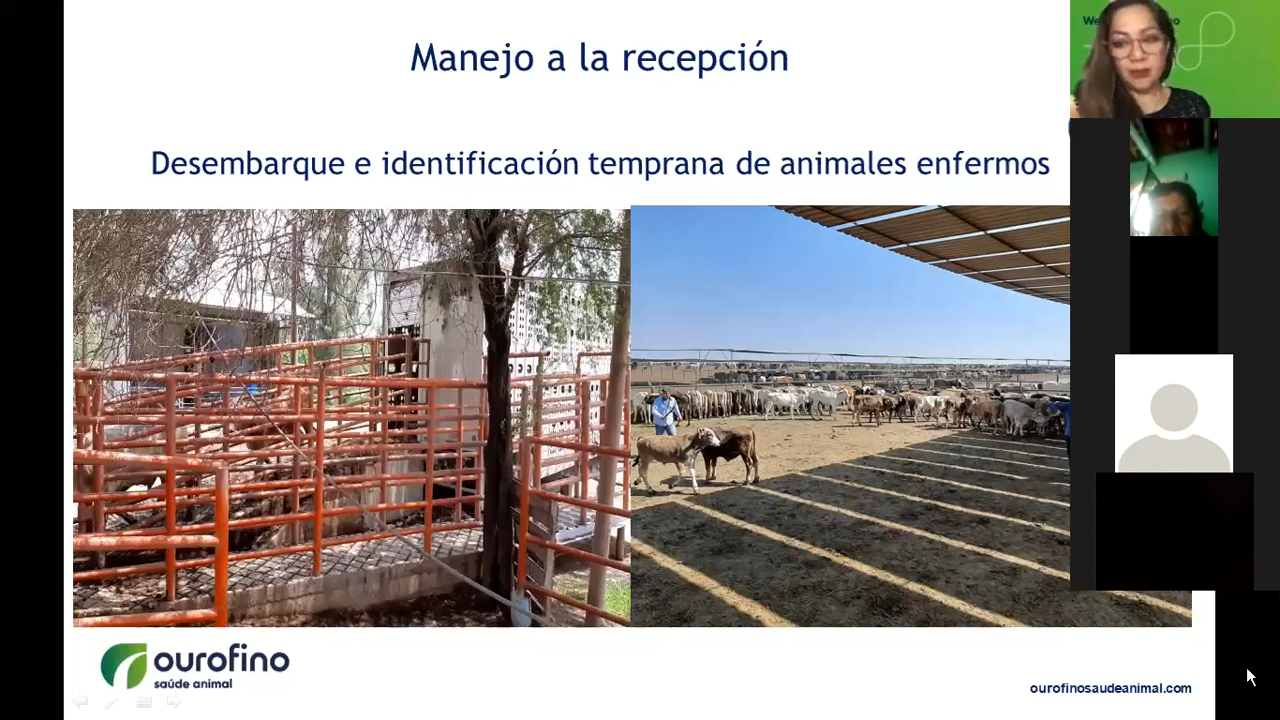 Manejo a la recepción
Desembarque e identificación temprana de animales enfermos
ourofino
saúde animal
ourofinosaudeanimal.com